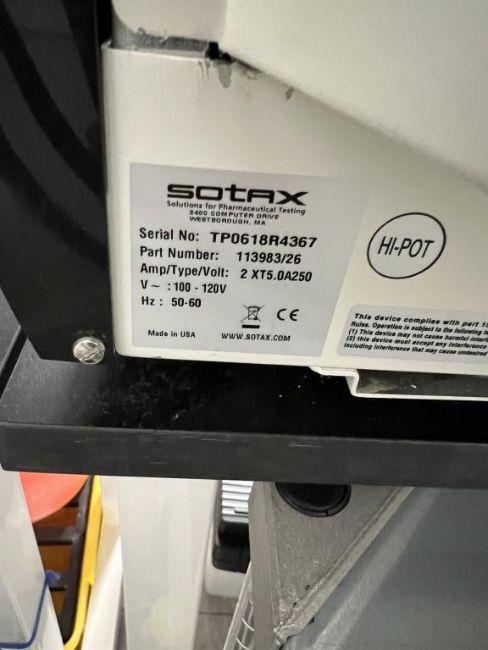 SOTAX
Solutions for Pharmaceutical Testing
2400 COMPUTER DRIVE
WESTBOROUGH, MA
Serial No: TP0618R4367
Part Number: 113983/26
Amp/Type/Volt: 2 XT5.0A250
V ~ : 100 - 120V
Hz : 50-60
CE
Made in USA
WWW.SOTAX.COM
HI-POT
This device complies with part 15
Rules. Operation is subject to the following
(1) This device may not cause harmful
(2) this device must accept any interference
including interference that may cause undesired